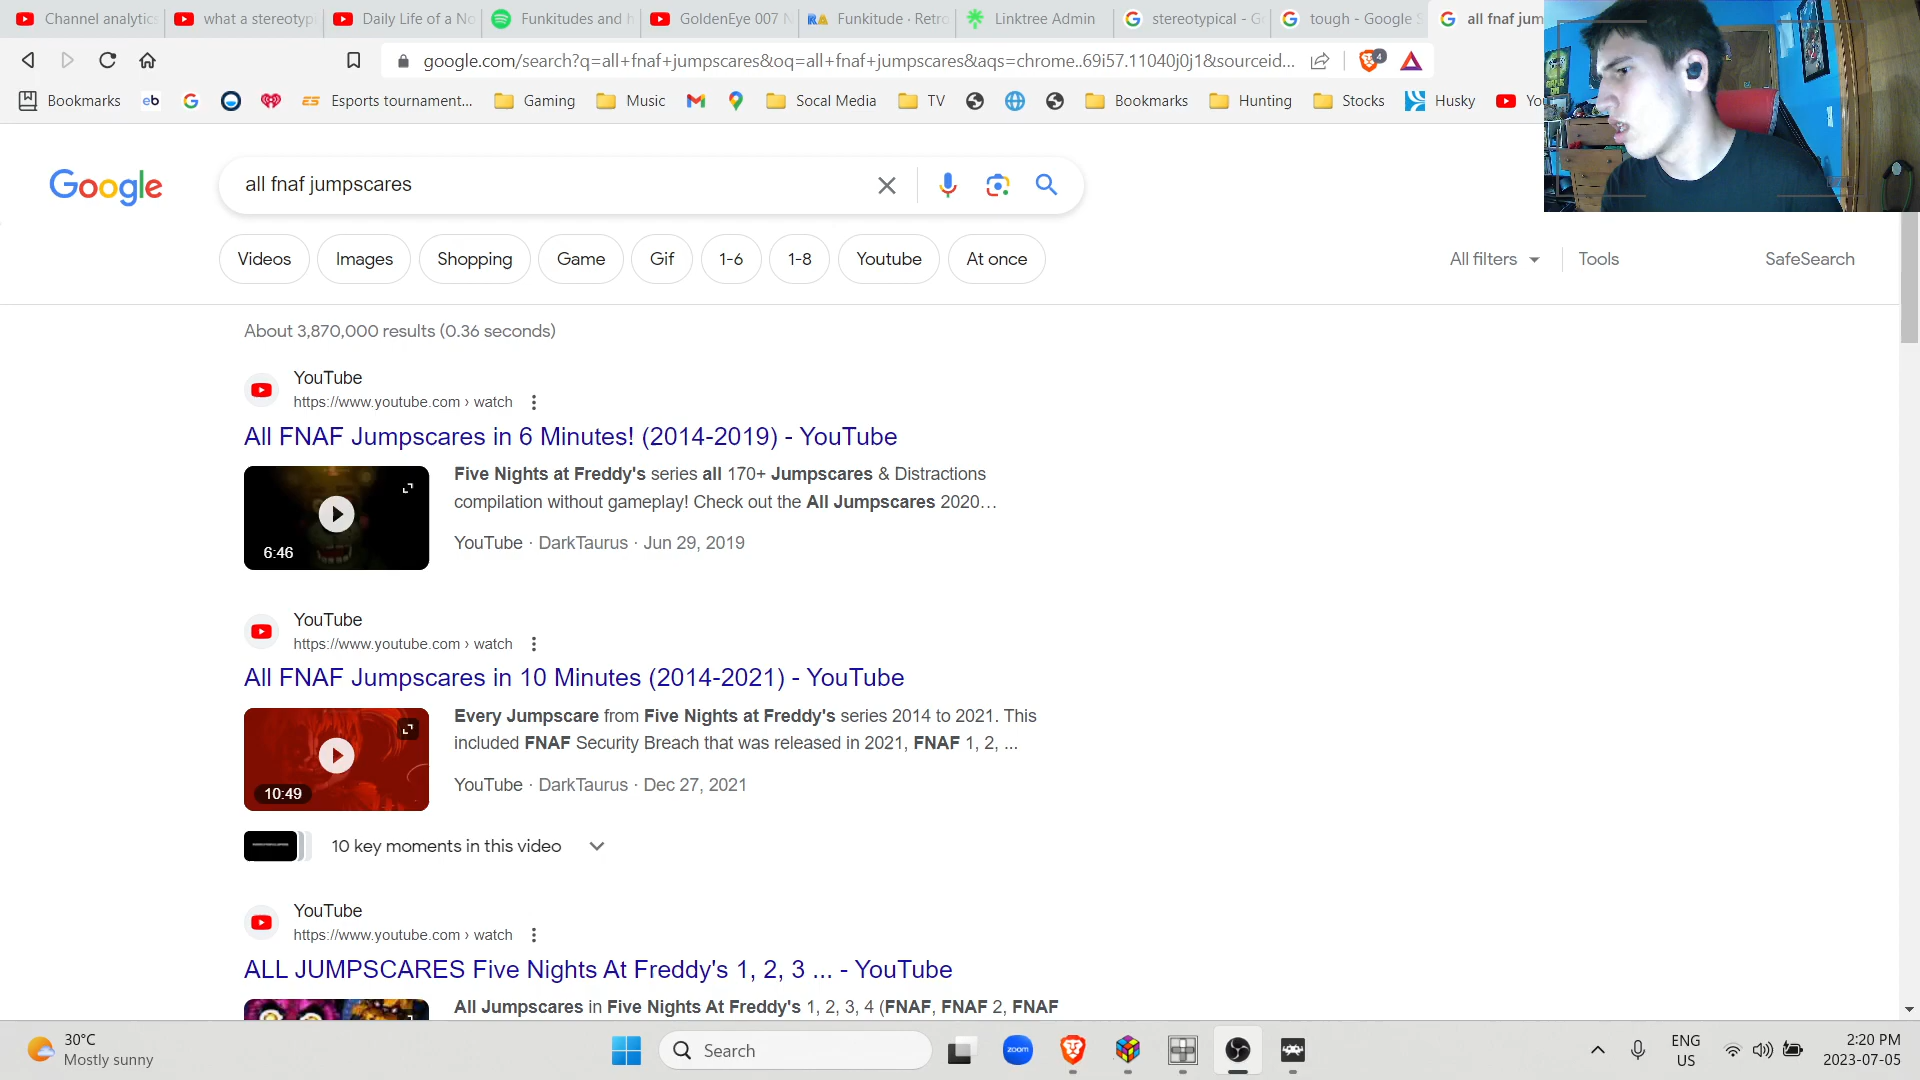 Channel analytics
what a stereotypi
Daily Life of a No
Funkitudes and h
GoldenEye 007 N
RA Funkitude · Retro
Linktree Admin
stereotypical - Go
tough - Google S
all fnaf jum
google.com/search?q=all+fnaf+jumpscares&oq=all+fnaf+jumpscares&aqs=chrome..69i57.11040j0j1&sourceid...
4
Bookmarks
eb
Esports tournament...
Gaming
Music
Socal Media
TV
Bookmarks
Hunting
Stocks
Husky
You
Google
all fnaf jumpscares
Videos
Images
Shopping
Game
Gif
1-6
1-8
Youtube
At once
All filters
Tools
SafeSearch
About 3,870,000 results (0.36 seconds)
YouTube
https://www.youtube.com › watch
All FNAF Jumpscares in 6 Minutes! (2014-2019) - YouTube
6:46
Five Nights at Freddy's series all 170+ Jumpscares & Distractions
compilation without gameplay! Check out the All Jumpscares 2020...
YouTube · DarkTaurus · Jun 29, 2019
YouTube
https://www.youtube.com › watch
All FNAF Jumpscares in 10 Minutes (2014-2021) - YouTube
10:49
Every Jumpscare from Five Nights at Freddy's series 2014 to 2021. This
included FNAF Security Breach that was released in 2021, FNAF 1, 2, ...
YouTube · DarkTaurus · Dec 27, 2021
10 key moments in this video
YouTube
https://www.youtube.com › watch
ALL JUMPSCARES Five Nights At Freddy's 1, 2, 3 ... - YouTube
All Jumpscares in Five Nights At Freddy's 1, 2, 3, 4 (FNAF, FNAF 2, FNAF
30°C
Mostly sunny
Search
zoom
ENG
US
2:20 PM
2023-07-05